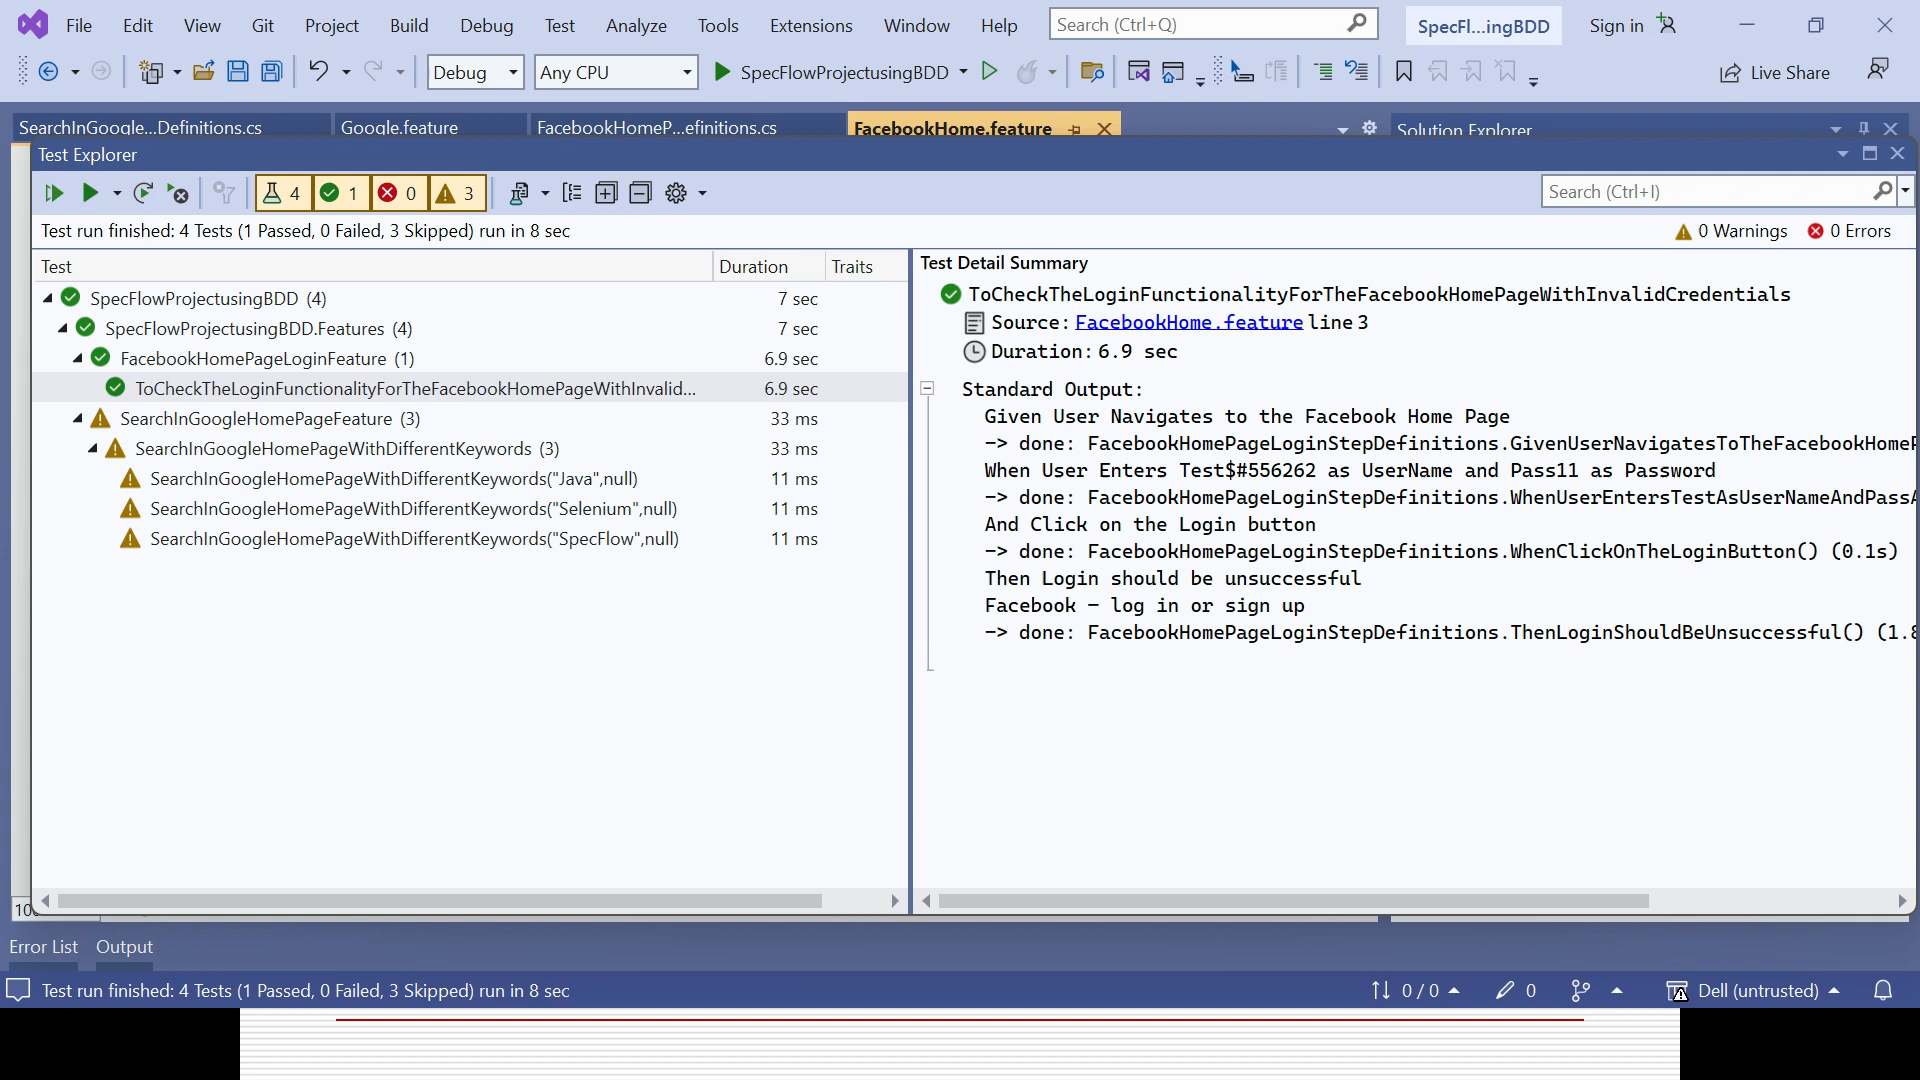 File Edit View Git Project Build Debug Test Analyze Tools Extensions Window Help Search (Ctrl+Q) SpecFl...ingBDD Sign in
Debug Any CPU SpecFlowProjectusingBDD Live Share
SearchInGoogle...Definitions.cs Google.feature FacebookHomeP...efinitions.cs FacebookHome.feature Solution Explorer
Test Explorer
4 1 0 3 Search (Ctrl+I)
Test run finished: 4 Tests (1 Passed, 0 Failed, 3 Skipped) run in 8 sec 0 Warnings 0 Errors
Test Duration Traits
SpecFlowProjectusingBDD (4) 7 sec
SpecFlowProjectusingBDD.Features (4) 7 sec
FacebookHomePageLoginFeature (1) 6.9 sec
ToCheckTheLoginFunctionalityForTheFacebookHomePageWithInvalid... 6.9 sec
SearchInGoogleHomePageFeature (3) 33 ms
SearchInGoogleHomePageWithDifferentKeywords (3) 33 ms
SearchInGoogleHomePageWithDifferentKeywords("Java",null) 11 ms
SearchInGoogleHomePageWithDifferentKeywords("Selenium",null) 11 ms
SearchInGoogleHomePageWithDifferentKeywords("SpecFlow",null) 11 ms
Test Detail Summary
ToCheckTheLoginFunctionalityForTheFacebookHomePageWithInvalidCredentials
Source: FacebookHome.feature line 3
Duration: 6.9 sec
Standard Output:
Given User Navigates to the Facebook Home Page
-> done: FacebookHomePageLoginStepDefinitions.GivenUserNavigatesToTheFacebookHomeP
When User Enters Test$#556262 as UserName and Pass11 as Password
-> done: FacebookHomePageLoginStepDefinitions.WhenUserEntersTestAsUserNameAndPassA
And Click on the Login button
-> done: FacebookHomePageLoginStepDefinitions.WhenClickOnTheLoginButton() (0.1s)
Then Login should be unsuccessful
Facebook – log in or sign up
-> done: FacebookHomePageLoginStepDefinitions.ThenLoginShouldBeUnsuccessful() (1.8
Error List Output
Test run finished: 4 Tests (1 Passed, 0 Failed, 3 Skipped) run in 8 sec 0 / 0 0 Dell (untrusted)